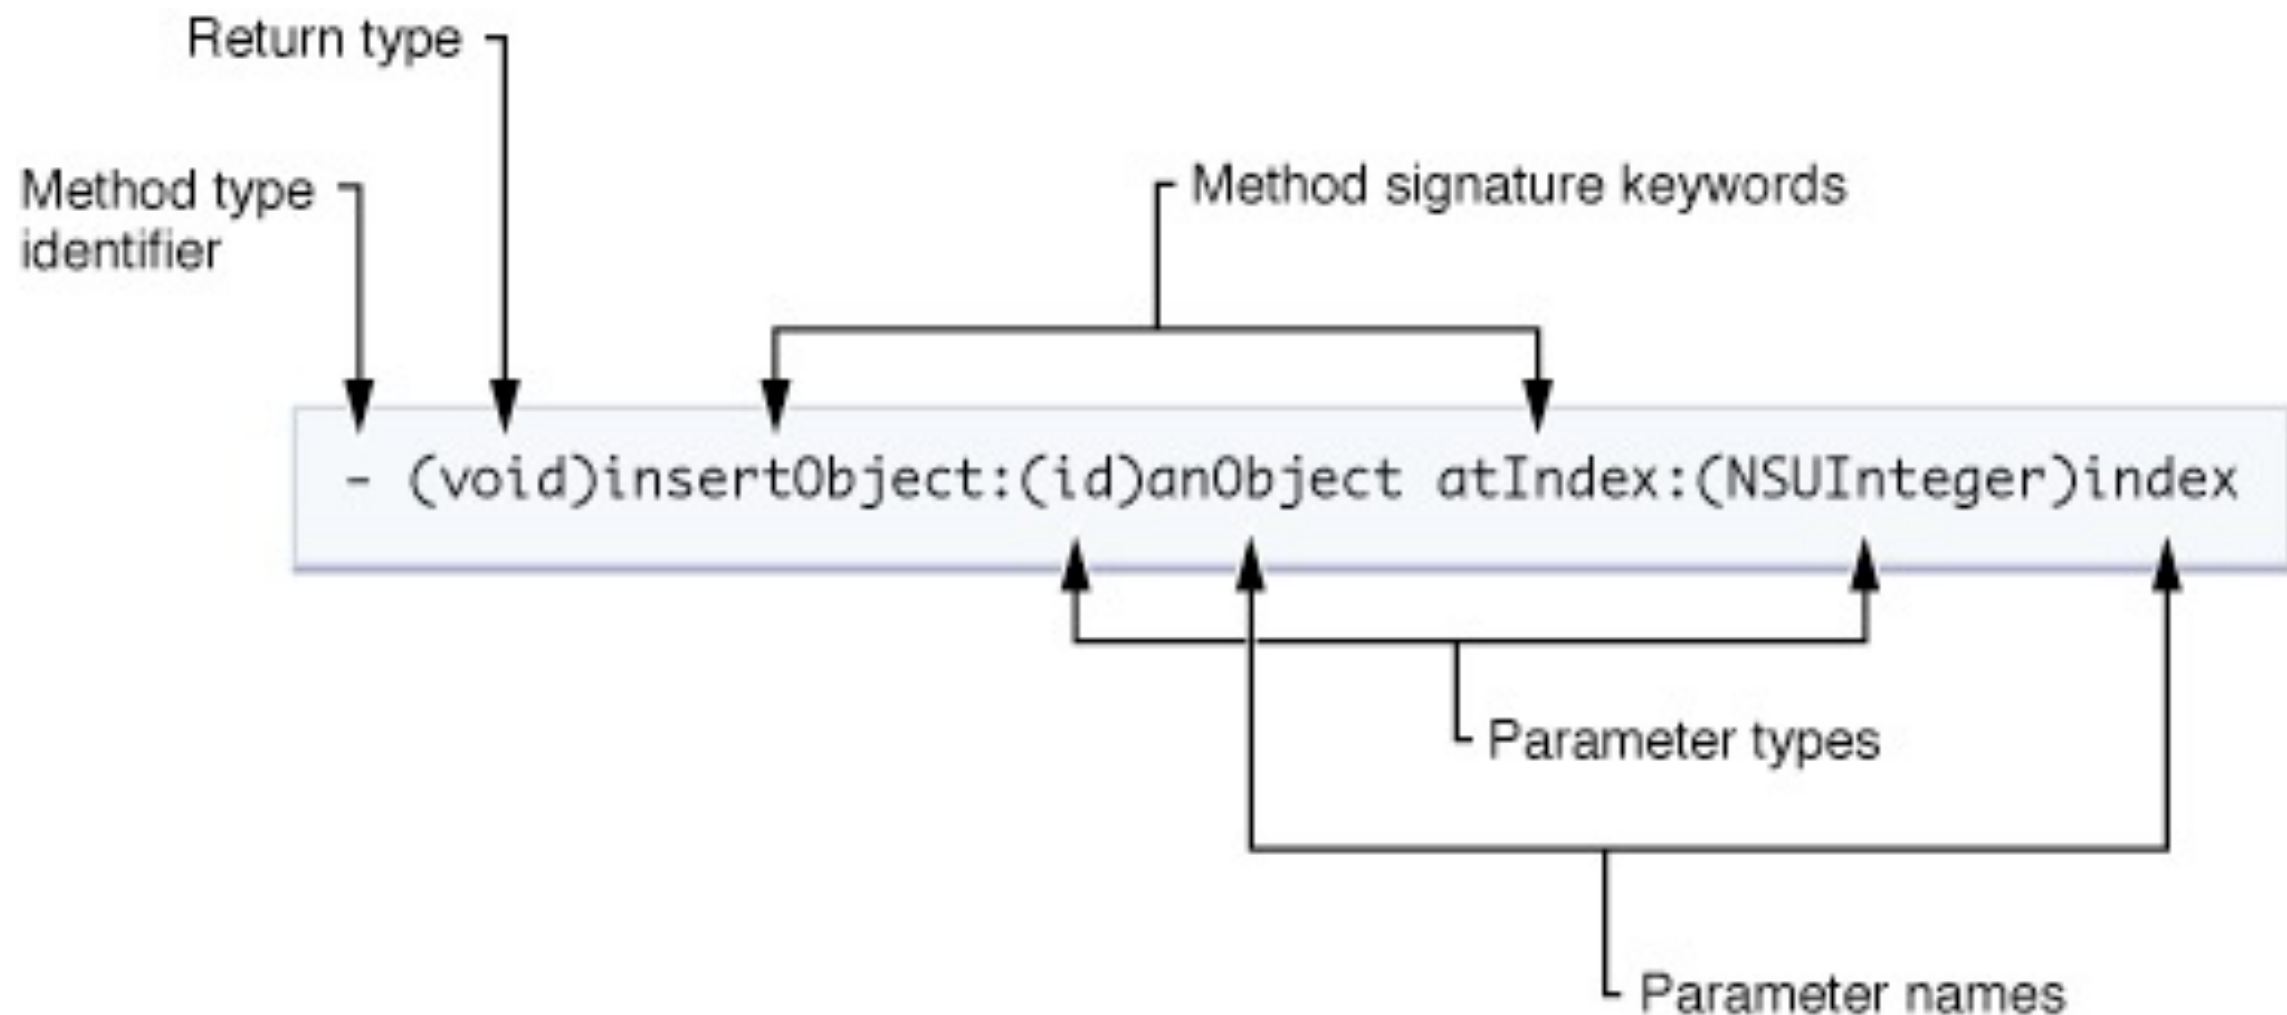 Return type
Method type
identifier
Method signature keywords
- (void)insertObject:(id)anObject atIndex:(NSUInteger)index
Parameter types
Parameter names